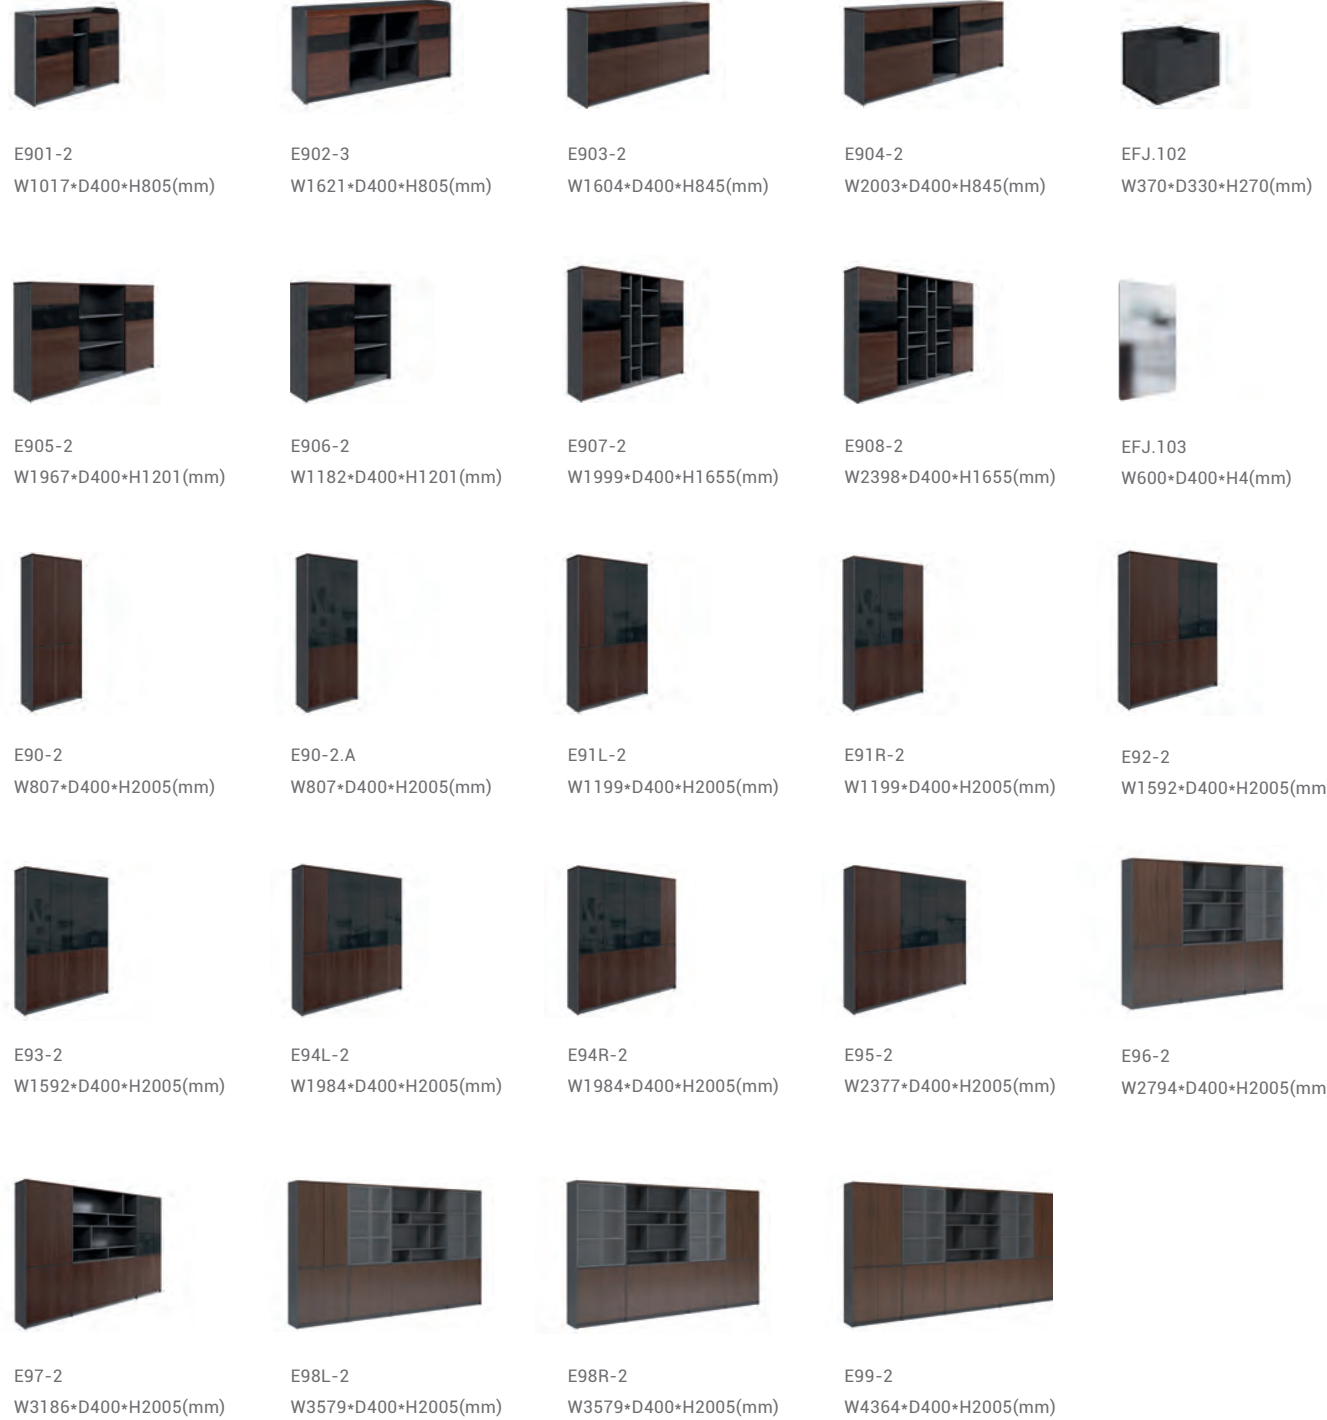 E901-2
W1017*D400*H805(mm)
E902-3
W1621*D400*H805(mm)
E903-2
W1604*D400*H845(mm)
E904-2
W2003*D400*H845(mm)
EFJ.102
W370*D330*H270(mm)
E905-2
W1967*D400*H1201(mm)
E906-2
W1182*D400*H1201(mm)
E907-2
W1999*D400*H1655(mm)
E908-2
W2398*D400*H1655(mm)
EFJ.103
W600*D400*H4(mm)
E90-2
W807*D400*H2005(mm)
E90-2.A
W807*D400*H2005(mm)
E91L-2
W1199*D400*H2005(mm)
E91R-2
W1199*D400*H2005(mm)
E92-2
W1592*D400*H2005(mm
E93-2
W1592*D400*H2005(mm)
E94L-2
W1984*D400*H2005(mm)
E94R-2
W1984*D400*H2005(mm)
E95-2
W2377*D400*H2005(mm)
E96-2
W2794*D400*H2005(mm
E97-2
W3186*D400*H2005(mm)
E98L-2
W3579*D400*H2005(mm)
E98R-2
W3579*D400*H2005(mm)
E99-2
W4364*D400*H2005(mm)